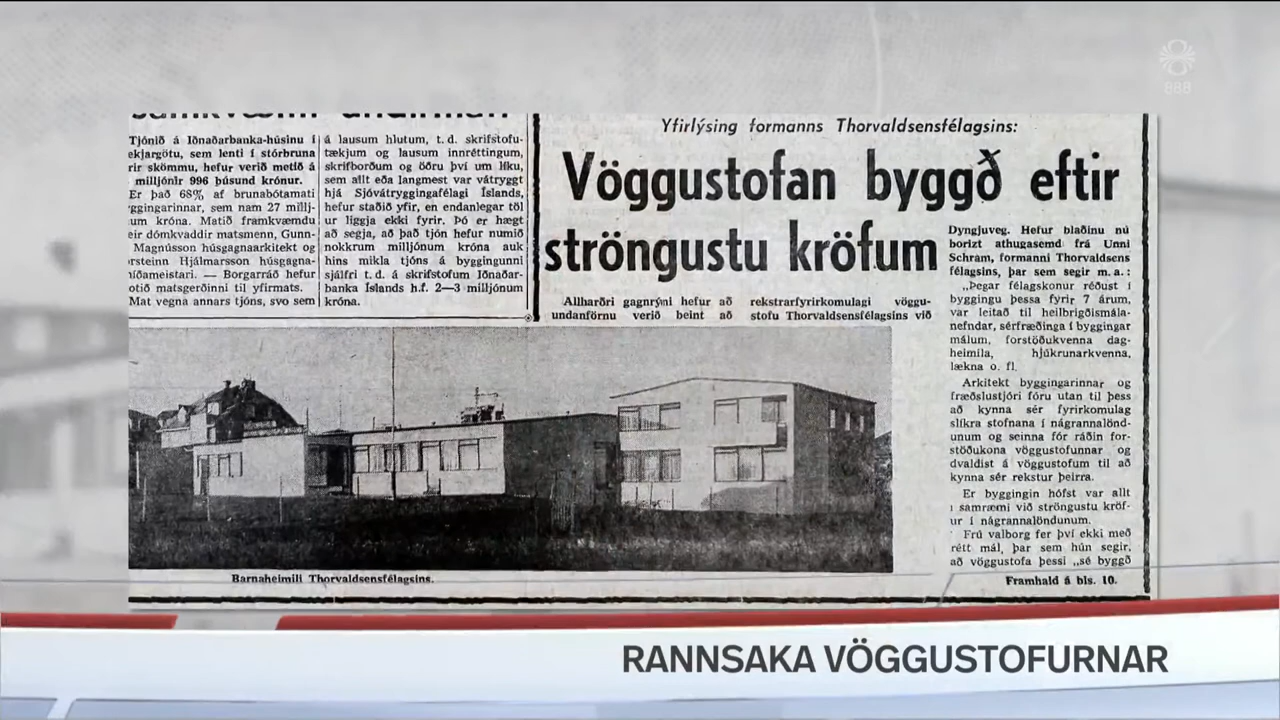 888
Tjónið á Iðnaðarbanka-húsinu í
ekjargötu, sem lenti í stórbruna
rir skömmu, hefur verið metið á
milljónir 996 þúsund krónur.
Er það 68% af brunabótamati
ggingarinnar, sem nam 27 millj-
um króna. Matið framkvæmdu
eir dómkvaddir matsmenn, Gunn-
Magnússon húsgagnaarkitekt og
rsteinn Hjálmarsson húsgagna-
níðameistari. — Borgarráð hefur
otið matsgerðinni til yfirmats.
Mat vegna annars tjóns, svo sem
á lausum hlutum, t. d. skrifstofu-
tækjum og lausum innréttingum,
skrifborðum og öðru því um líku,
sem allt eða langmest var vátryggt
hjá Sjóvátryggingafélagi Íslands,
hefur staðið yfir, en endanlegar töl
ur liggja ekki fyrir. Þó er hægt
að segja, að það tjón hefur numið
nokkrum milljónum króna auk
hins mikla tjóns á byggingunni
sjálfri t. d. á skrifstofum Iðnaðar-
banka Íslands h.f. 2—3 milljónum
króna.
Yfirlýsing formanns Thorvaldsensfélagsins:
Vöggustofan byggð eftir
ströngustu kröfum
Allharðri gagnrýni hefur að
undanförnu verið beint að
rekstrarfyrirkomulagi vöggu-
stofu Thorvaldsensfélagsins við
Dyngjuveg. Hefur blaðinu nú
borizt athugasemd frá Unni
Schram, formanni Thorvaldsens
félagsins, þar sem segir m. a.:
„Þegar félagskonur réðust í
byggingu þessa fyrir 7 árum,
var leitað til heilbrigðismála-
nefndar, sérfræðinga í byggingar
málum, forstöðukvenna dag-
heimila, hjúkrunarkvenna,
lækna o. fl.
Arkitekt byggingarinnar og
fræðslustjóri fóru utan til þess
að kynna sér fyrirkomulag
slíkra stofnana í nágrannalönd-
unum og seinna fór ráðin for-
stöðukona vöggustofunnar og
dvaldist á vöggustofum til að
kynna sér rekstur þeirra.
Er byggingin hófst var allt
í samræmi við ströngustu kröf-
ur í nágrannalöndunum.
Frú valborg fer því ekki með
rétt mál, þar sem hún segir,
að vöggustofa þessi „sé byggð
Framhald á bls. 10.
Barnaheimili Thorvaldsensfélagsins.
RANNSAKA VÖGGUSTOFURNAR